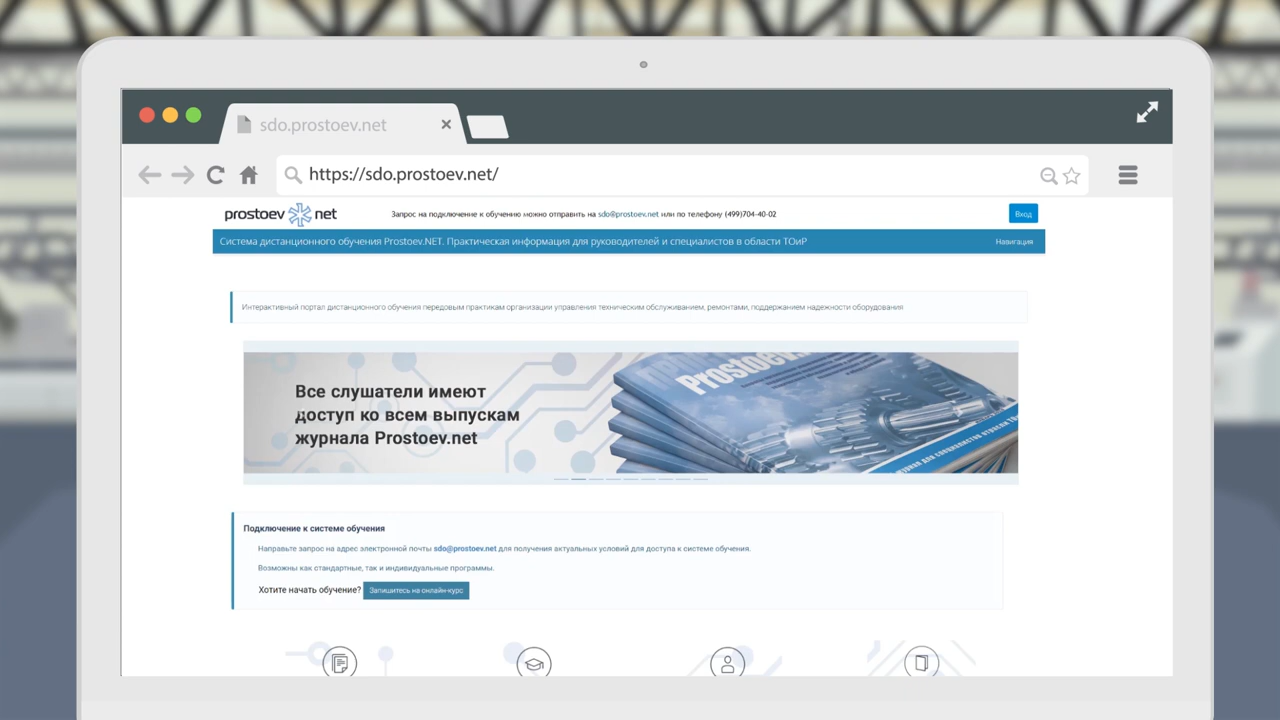 sdo.prostoev.net
https://sdo.prostoev.net/
prostoev net
Запрос на подключение к обучению можно отправить на sdo@prostoev.net или по телефону (499)704-40-02
Вход
Система дистанционного обучения Prostoev.NET. Практическая информация для руководителей и специалистов в области ТОиР
Навигация
Интерактивный портал дистанционного обучения передовым практикам организации управления техническим обслуживанием, ремонтами, поддержанием надежности оборудования
Все слушатели имеют
доступ ко всем выпускам
журнала Prostoev.net
Prostoev.
журнал для специалистов отрасли
Подключение к системе обучения
Направьте запрос на адрес электронной почты sdo@prostoev.net для получения актуальных условий для доступа к системе обучения.
Возможны как стандартные, так и индивидуальные программы.
Хотите начать обучение? Запишитесь на онлайн-курс